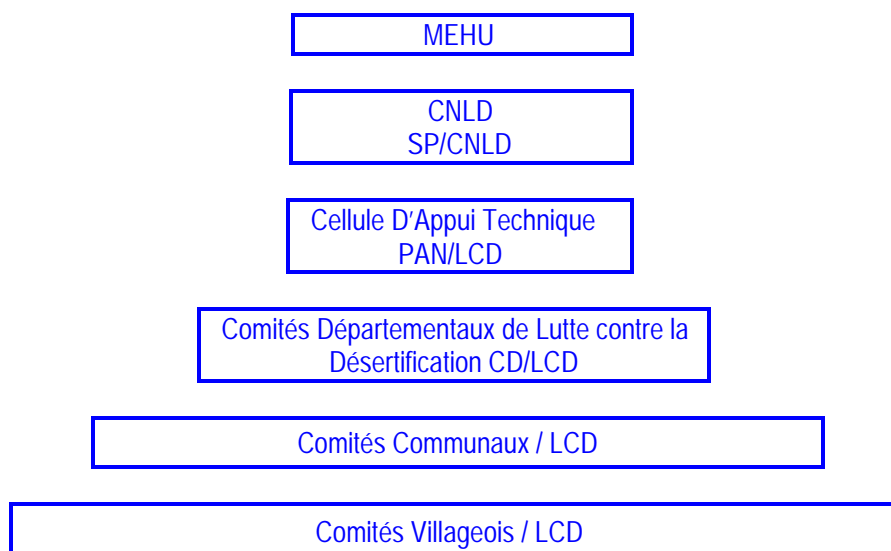 MEHU
CNLD
SP/CNLD
Cellule D'Appui Technique
PAN/LCD
Comités Départementaux de Lutte contre la
Désertification CD/LCD
Comités Communaux / LCD
Comités Villageois / LCD